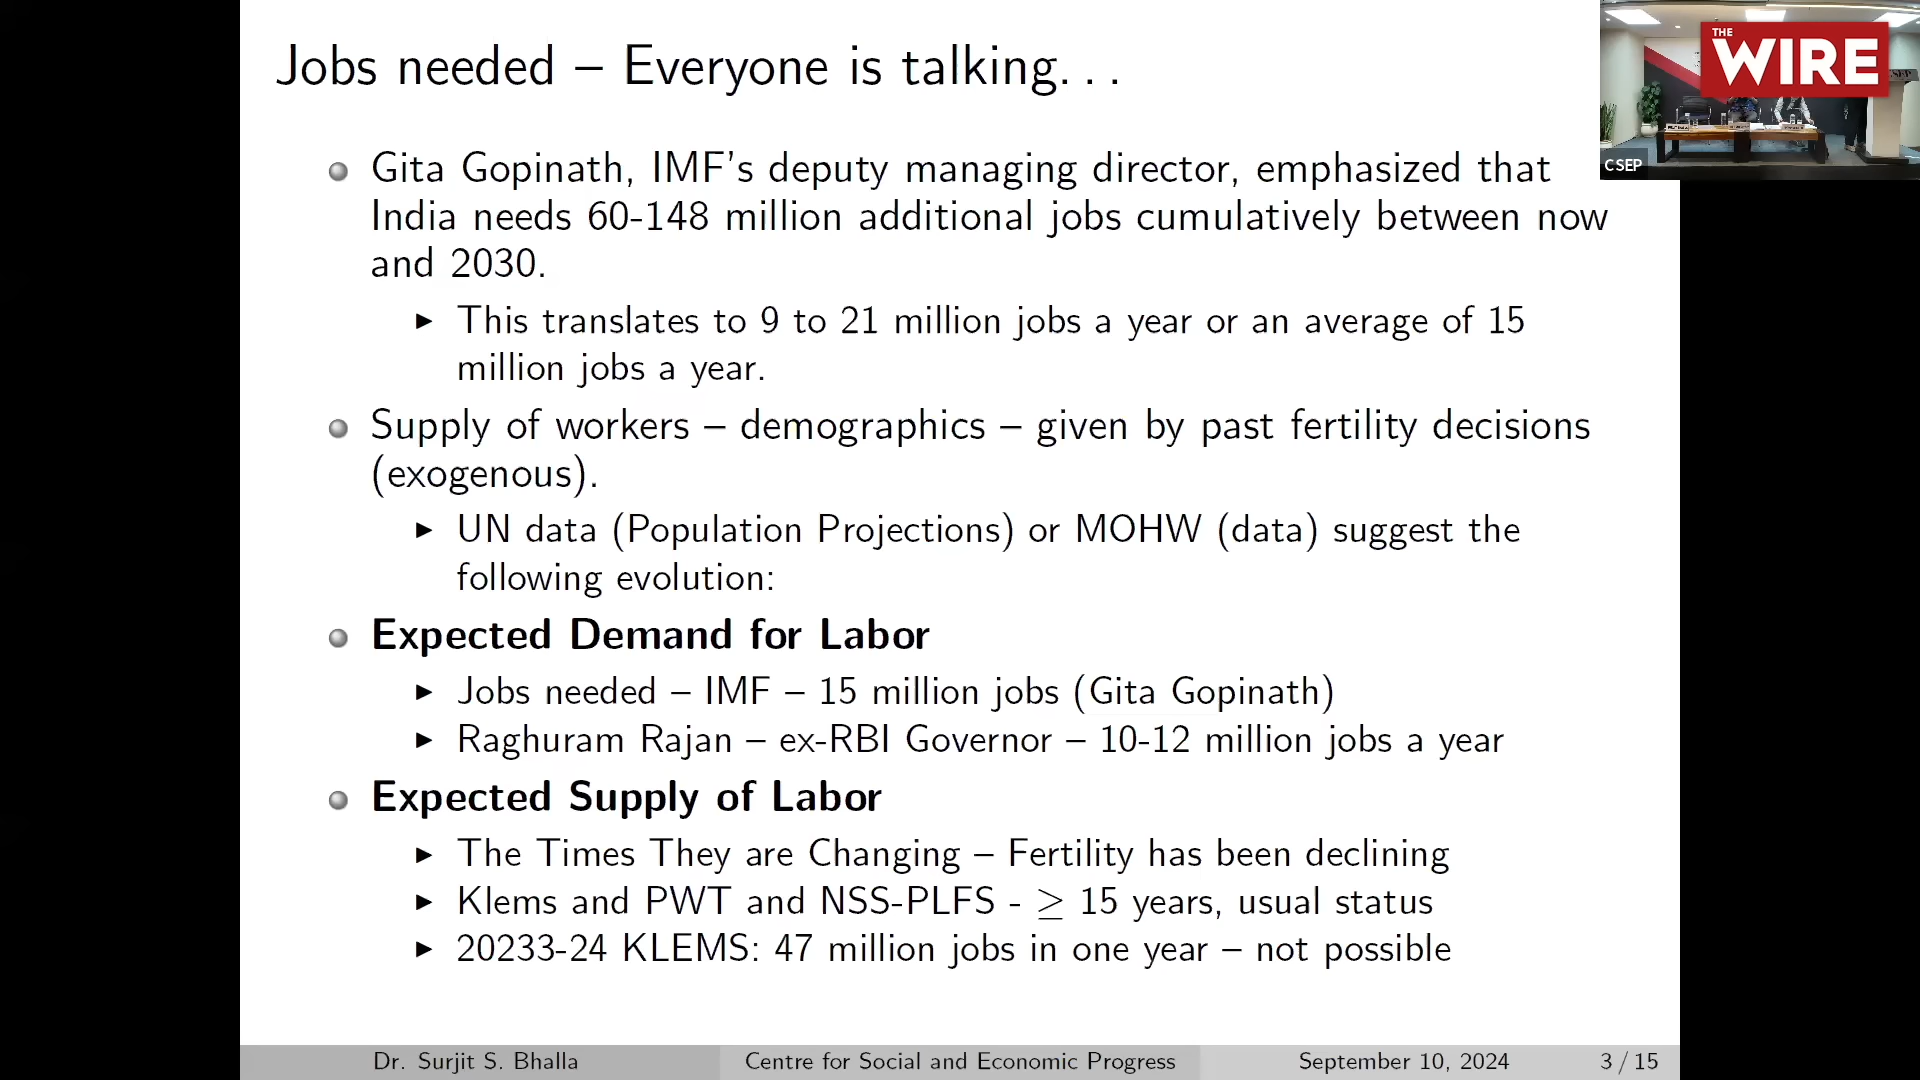 Jobs needed – Everyone is talking. . .
THE
WIRE
CSEP
Gita Gopinath, IMF's deputy managing director, emphasized that
India needs 60-148 million additional jobs cumulatively between now
and 2030.
This translates to 9 to 21 million jobs a year or an average of 15
million jobs a year.
Supply of workers – demographics – given by past fertility decisions
(exogenous).
UN data (Population Projections) or MOHW (data) suggest the
following evolution:
Expected Demand for Labor
Jobs needed – IMF – 15 million jobs (Gita Gopinath)
Raghuram Rajan – ex-RBI Governor – 10-12 million jobs a year
Expected Supply of Labor
The Times They are Changing – Fertility has been declining
Klems and PWT and NSS-PLFS - ≥ 15 years, usual status
20233-24 KLEMS: 47 million jobs in one year – not possible
Dr. Surjit S. Bhalla Centre for Social and Economic Progress September 10, 2024 3 / 15